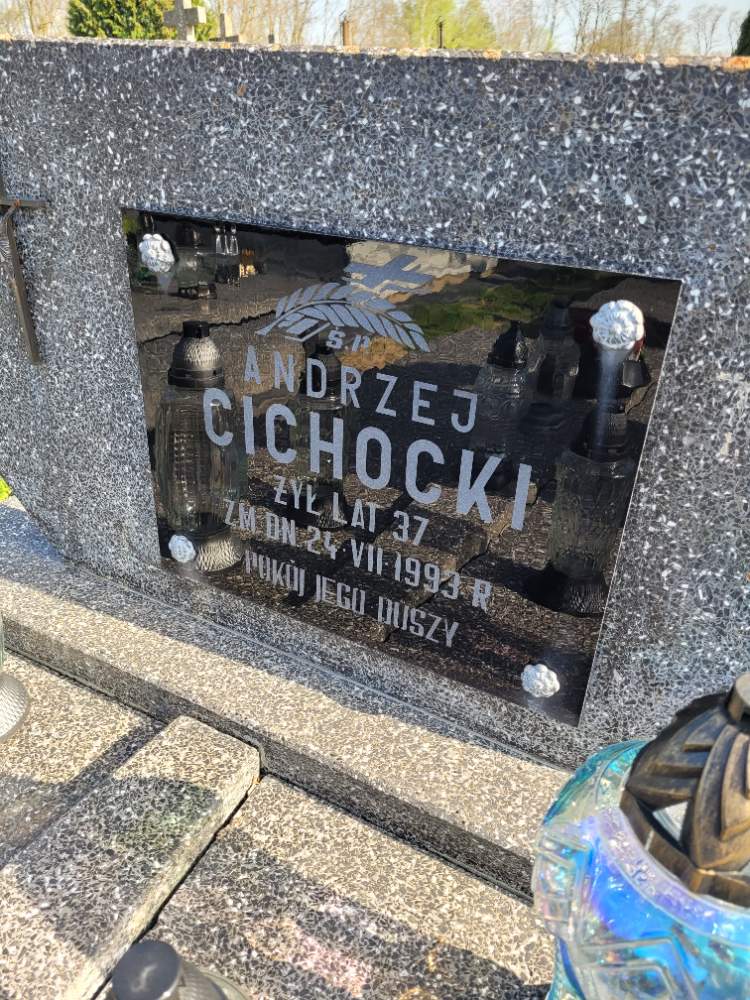 Ś.P.
ANDRZEJ
CICHOCKI
ŻYŁ LAT 37
ZM DN 24 VII 1993 R
POKÓJ JEGO DUSZY